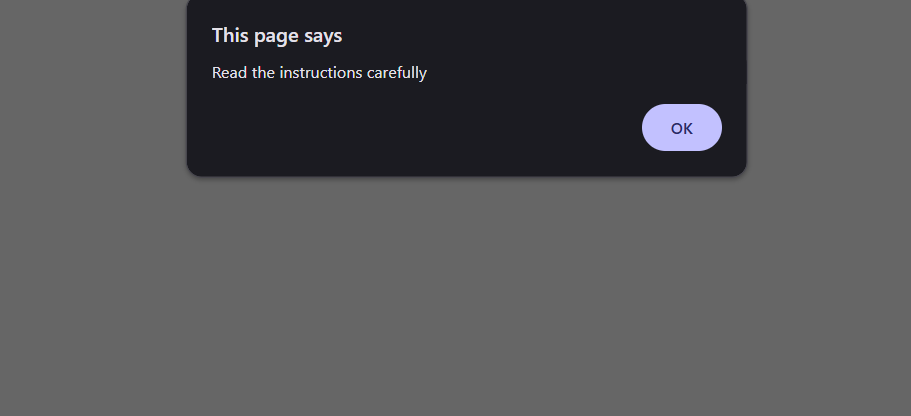 This page says
Read the instructions carefully
OK